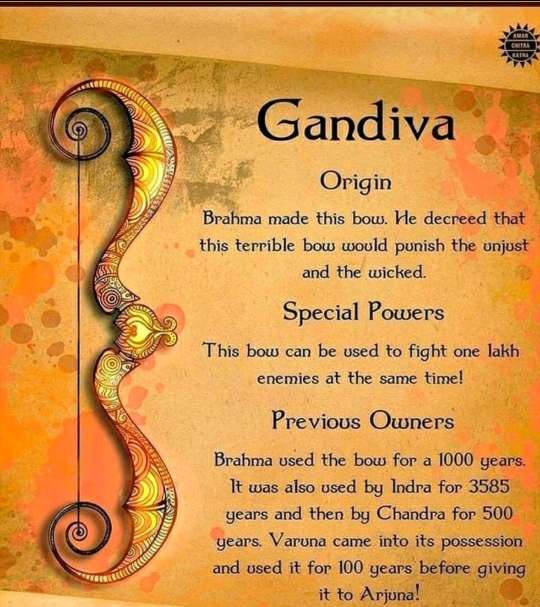 AMAR
CHITRA
KATHA
Gandiva
Origin
Brahma made this bow. He decreed that
this terrible bow would punish the unjust
and the wicked.
Special Powers
This bow can be used to fight one lakh
enemies at the same time!
Previous Owners
Brahma used the bow for a 1000 years.
It was also used by Indra for 3585
years and then by Chandra for 500
years. Varuna came into its possession
and used it for 100 years before giving
it to Arjuna!